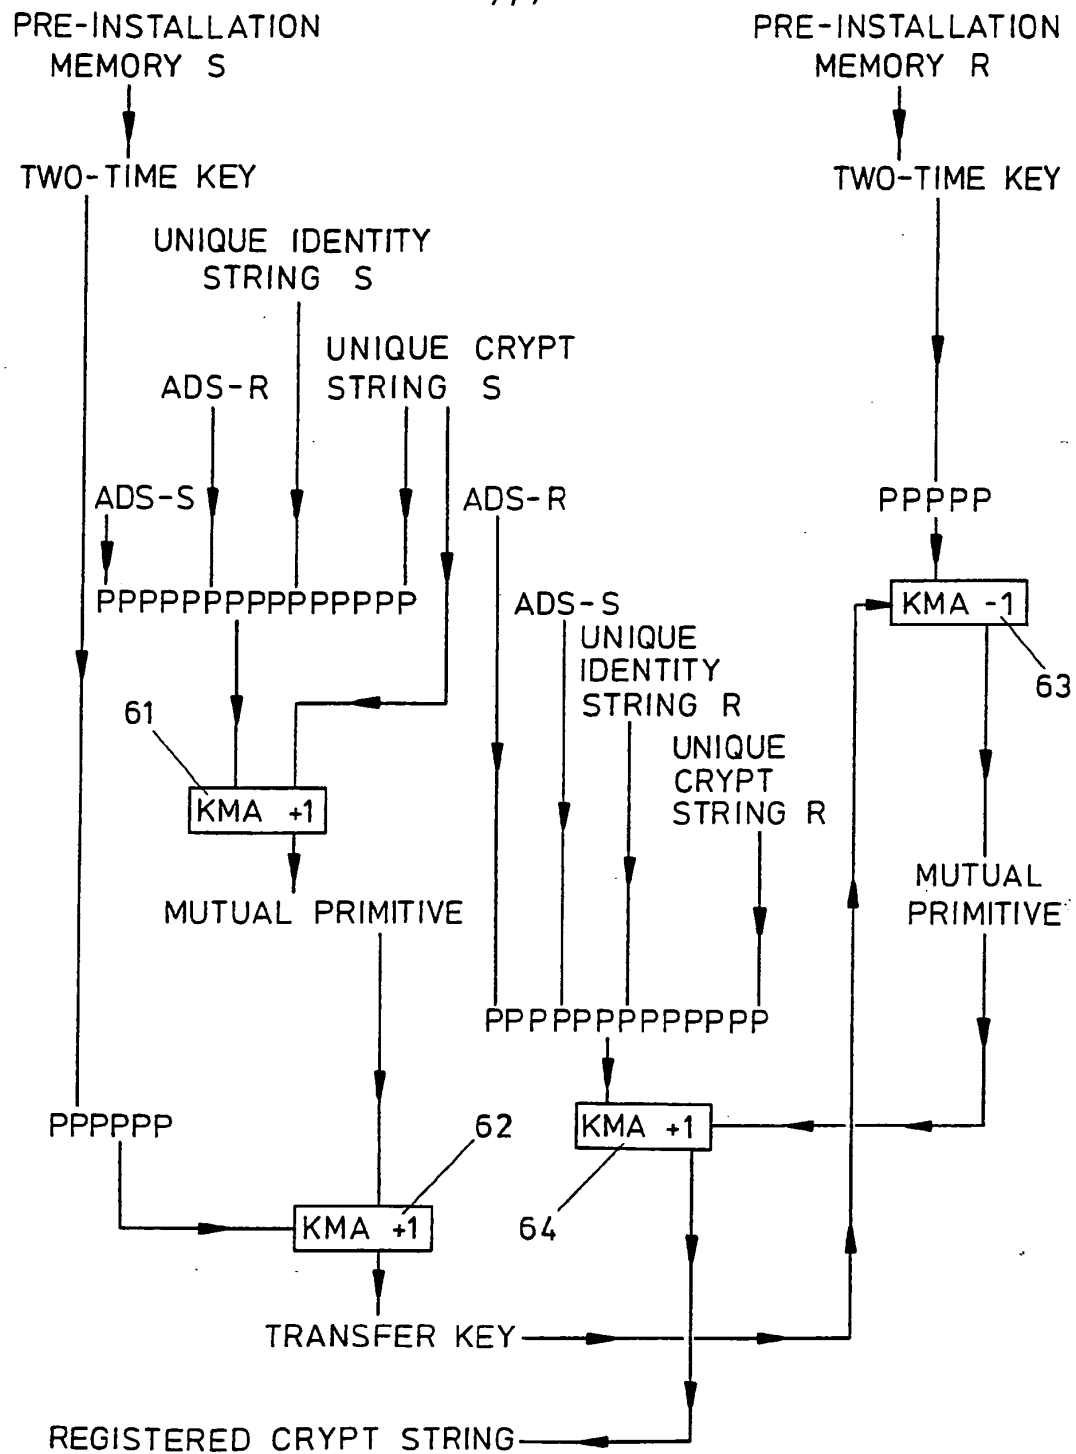 PRE-INSTALLATION
MEMORY S
PRE-INSTALLATION
MEMORY R
TWO-TIME KEY
TWO-TIME KEY
UNIQUE IDENTITY
STRING S
UNIQUE CRYPT
STRING S
ADS-R
ADS-S
ADS-R
PPPPP
PPPPPPPPPPPPPPP
ADS-S
KMA -1
UNIQUE
IDENTITY
STRING R
63
61
UNIQUE
CRYPT
STRING R
KMA +1
MUTUAL PRIMITIVE
MUTUAL
PRIMITIVE
PPPPPPPPPPPPP
PPPPPP
KMA +1
62
64
KMA +1
TRANSFER KEY
REGISTERED CRYPT STRING